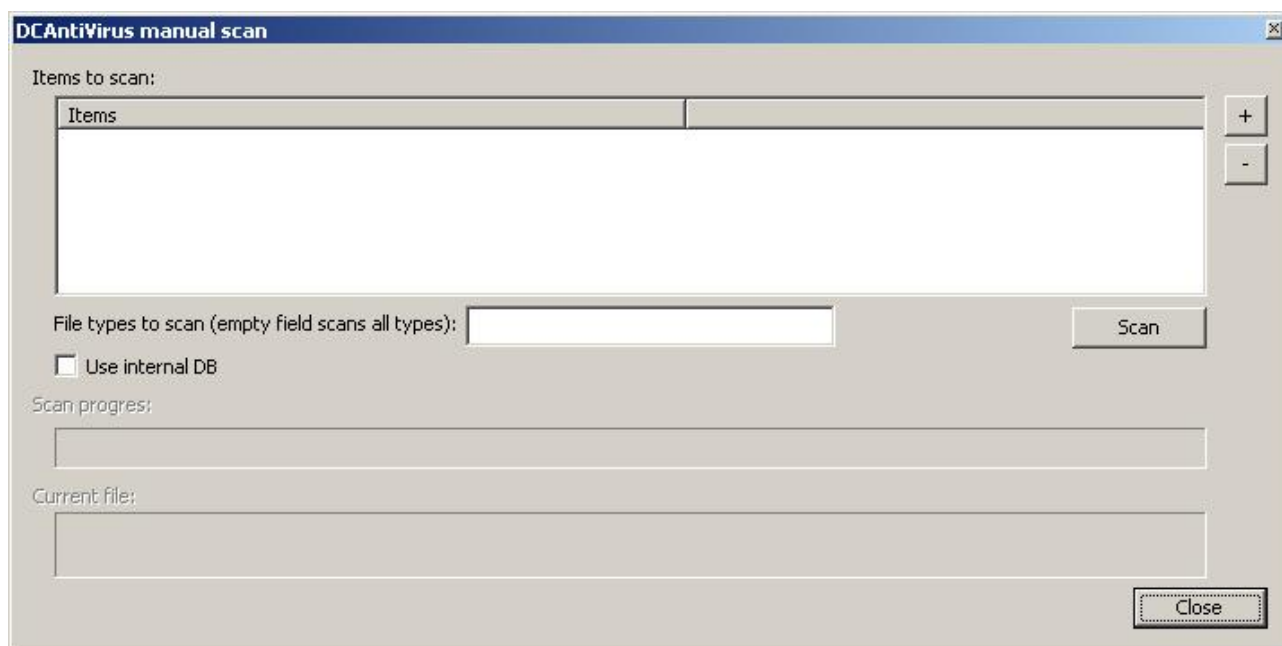 DCAntiVirus manual scan
Items to scan:
Items
+
-
File types to scan (empty field scans all types):
Scan
Use internal DB
Scan progres:
Current file:
Close